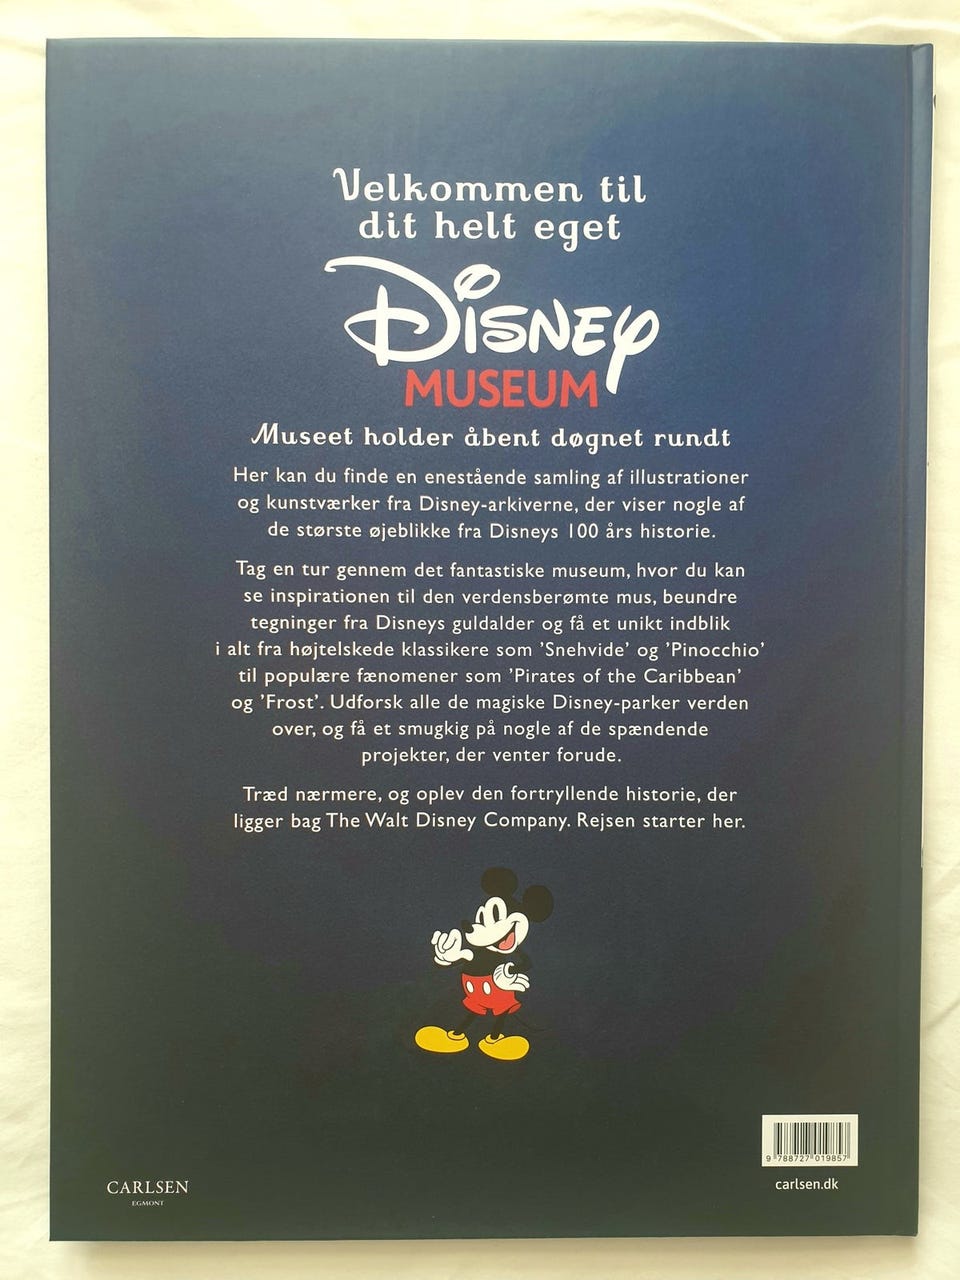 Velkommen til
dit helt eget
Disney
MUSEUM
Museet holder åbent døgnet rundt
Her kan du finde en enestående samling af illustrationer
og kunstværker fra Disney-arkiverne, der viser nogle af
de største øjeblikke fra Disneys 100 års historie.
Tag en tur gennem det fantastiske museum, hvor du kan
se inspirationen til den verdensberømte mus, beundre
tegninger fra Disneys guldalder og få et unikt indblik
i alt fra højtelskede klassikere som ’Snehvide’ og ’Pinocchio’
til populære fænomener som ’Pirates of the Caribbean’
og ’Frost’. Udforsk alle de magiske Disney-parker verden
over, og få et smugkig på nogle af de spændende
projekter, der venter forude.
Træd nærmere, og oplev den fortryllende historie, der
ligger bag The Walt Disney Company. Rejsen starter her.
9 788727 019857
carlsen.dk
CARLSEN
EGMONT